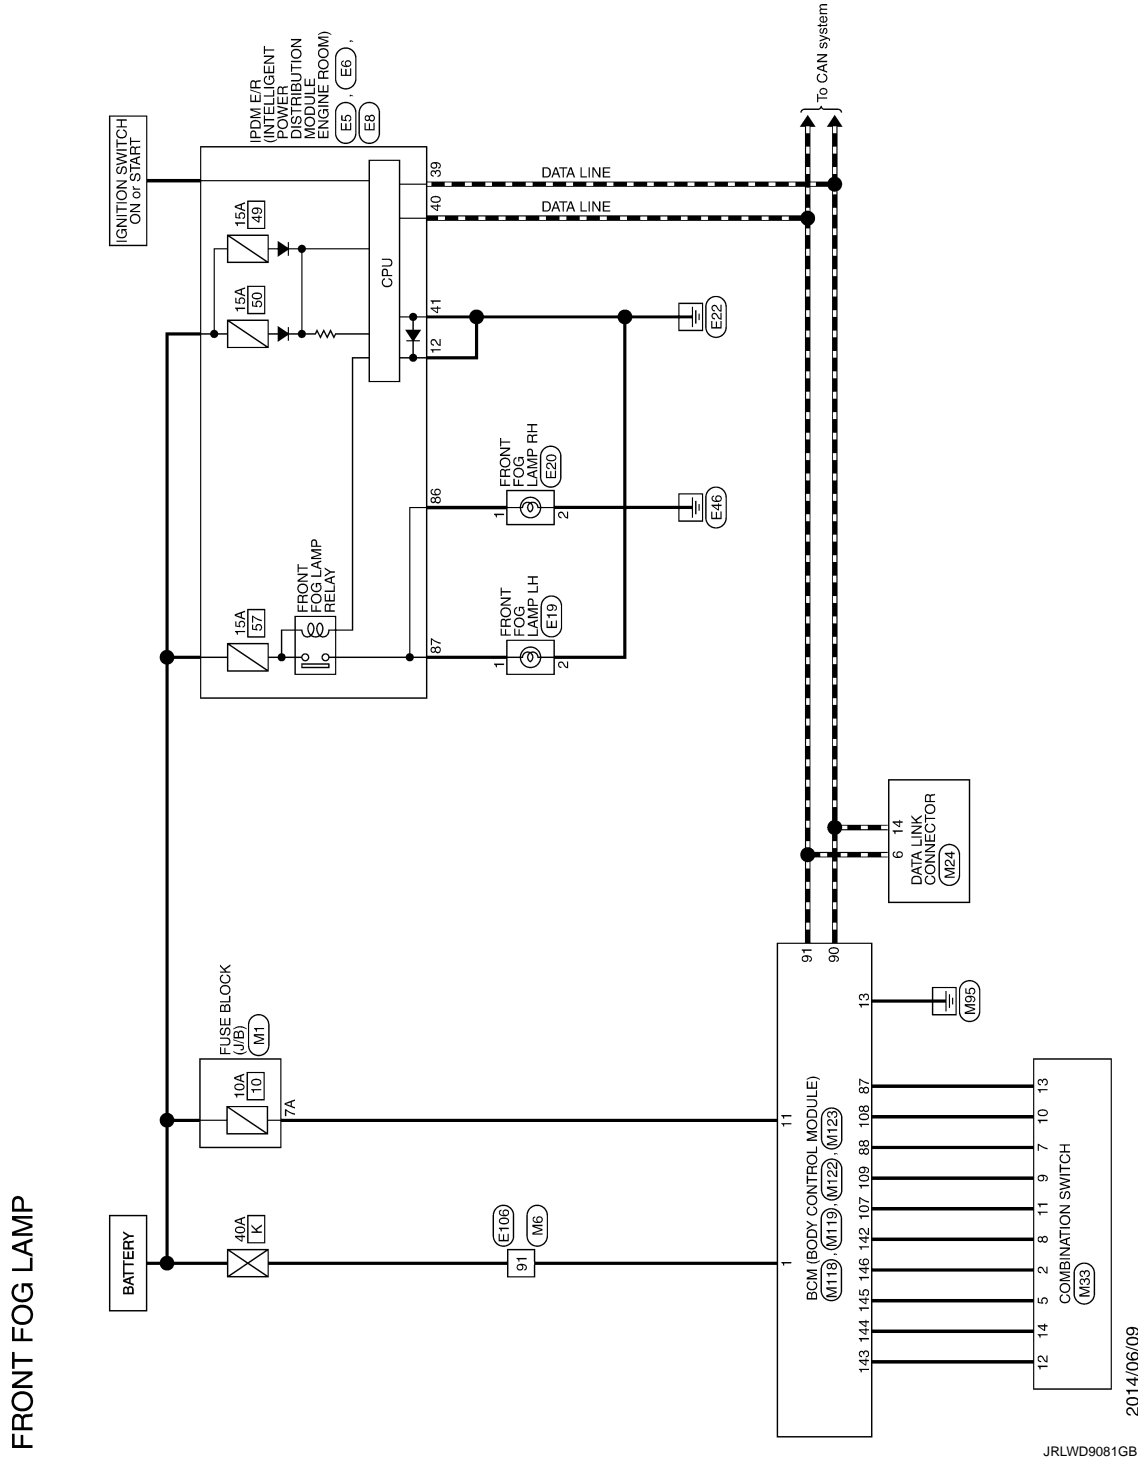 FRONT FOG LAMP
BATTERY
40A
K
E106
91
M6
FUSE BLOCK
(J/B)
M1
10A
10
7A
IGNITION SWITCH
ON or START
IPDM E/R
(INTELLIGENT
POWER
DISTRIBUTION
MODULE
ENGINE ROOM)
E5 , E6 ,
E8
15A
57
15A
50
15A
49
FRONT
FOG LAMP
RELAY
CPU
87
86
12
41
40
39
DATA LINE
DATA LINE
To CAN system
FRONT
FOG
LAMP LH
E19
1
2
FRONT
FOG
LAMP RH
E20
1
2
E22
E46
DATA LINK
CONNECTOR
M24
6
14
BCM (BODY CONTROL MODULE)
M118 , M119 , M122 , M123
1
11
91
90
13
M95
143 144 145 146 142 107 109 88 108 87
12 14 5 2 8 11 9 7 10 13
COMBINATION SWITCH
M33
2014/06/09
JRLWD9081GB